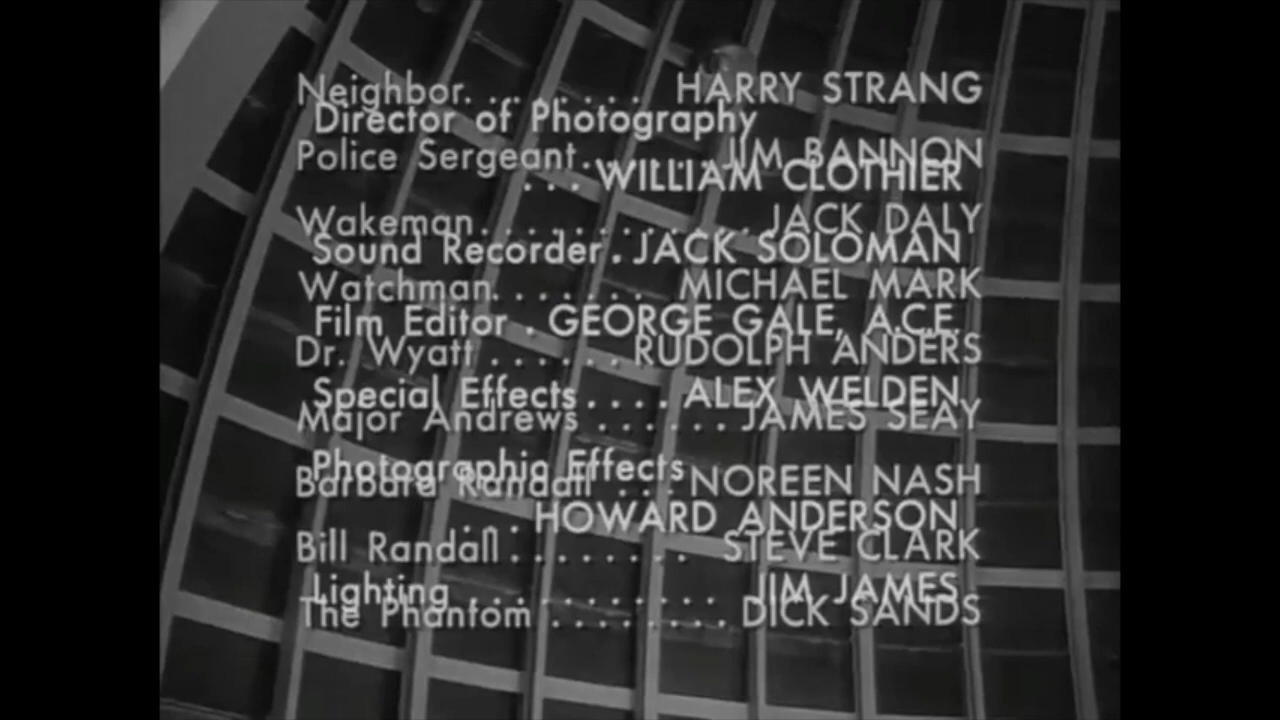 Neighbor. . . . . . . . HARRY STRANG
Director of Photography
Police Sergeant. . . . . . JIM BANNON
. . . WILLIAM CLOTHIER
Wakeman. . . . . . . . . . . . JACK DALY
Sound Recorder . JACK SOLOMAN
Watchman. . . . . . . MICHAEL MARK
Film Editor . GEORGE GALE, A.C.E.
Dr. Wyatt . . . . . . RUDOLPH ANDERS
Special Effects . . . . ALEX WELDEN
Major Andrews . . . . . . JAMES SEAY
Photographic Effects
Barbara Randall . . . NOREEN NASH
. . . HOWARD ANDERSON
Bill Randall . . . . . . . . STEVE CLARK
Lighting . . . . . . . . . . . JIM JAMES
The Phantom . . . . . . . . DICK SANDS